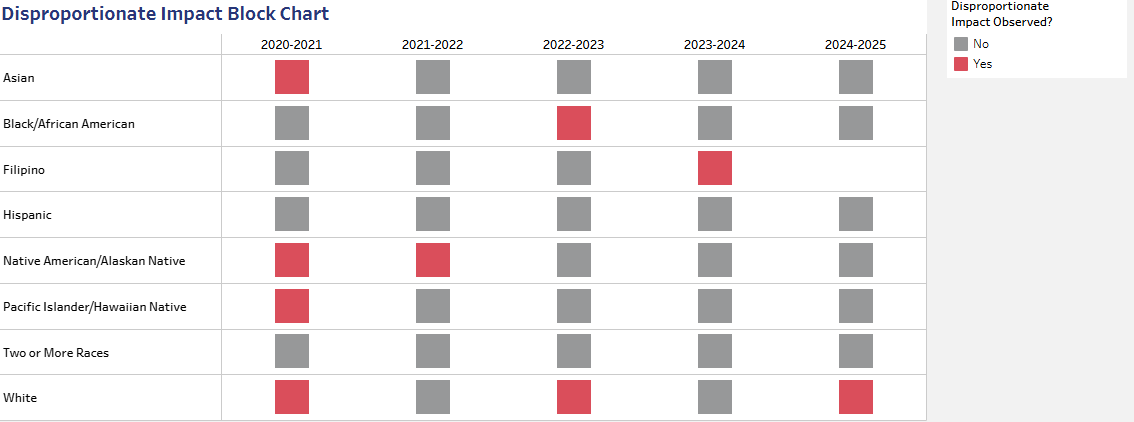 Disproportionate Impact Block Chart
Disproportionate
Impact Observed?
No
Yes
2020-2021 2021-2022 2022-2023 2023-2024 2024-2025
Asian
Black/African American
Filipino
Hispanic
Native American/Alaskan Native
Pacific Islander/Hawaiian Native
Two or More Races
White